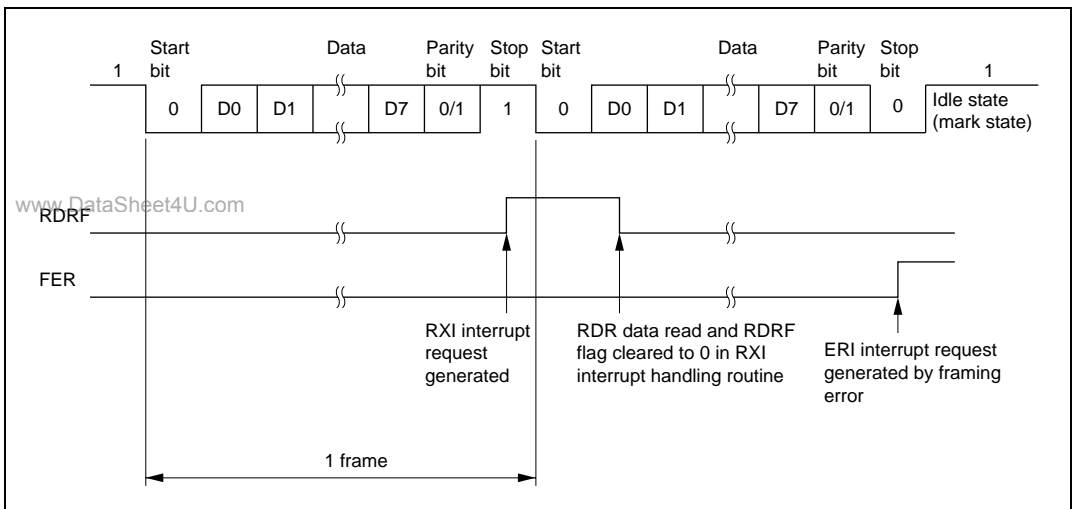 Start Data Parity Stop Start Data Parity Stop
1 bit bit bit bit bit bit 1
0 D0 D1 D7 0/1 1 0 D0 D1 D7 0/1 0 Idle state
(mark state)
www.DataSheet4U.com
RDRF
FER
RXI interrupt
request
generated
RDR data read and RDRF
flag cleared to 0 in RXI
interrupt handling routine
ERI interrupt request
generated by framing
error
1 frame